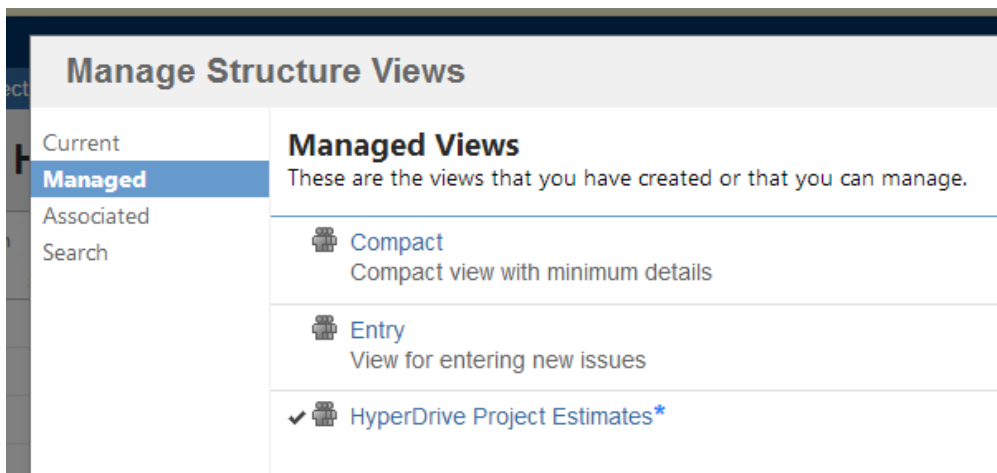 Manage Structure Views
ect
H
Current
Managed
Associated
Search
Managed Views
These are the views that you have created or that you can manage.
Compact
Compact view with minimum details
Entry
View for entering new issues
HyperDrive Project Estimates*